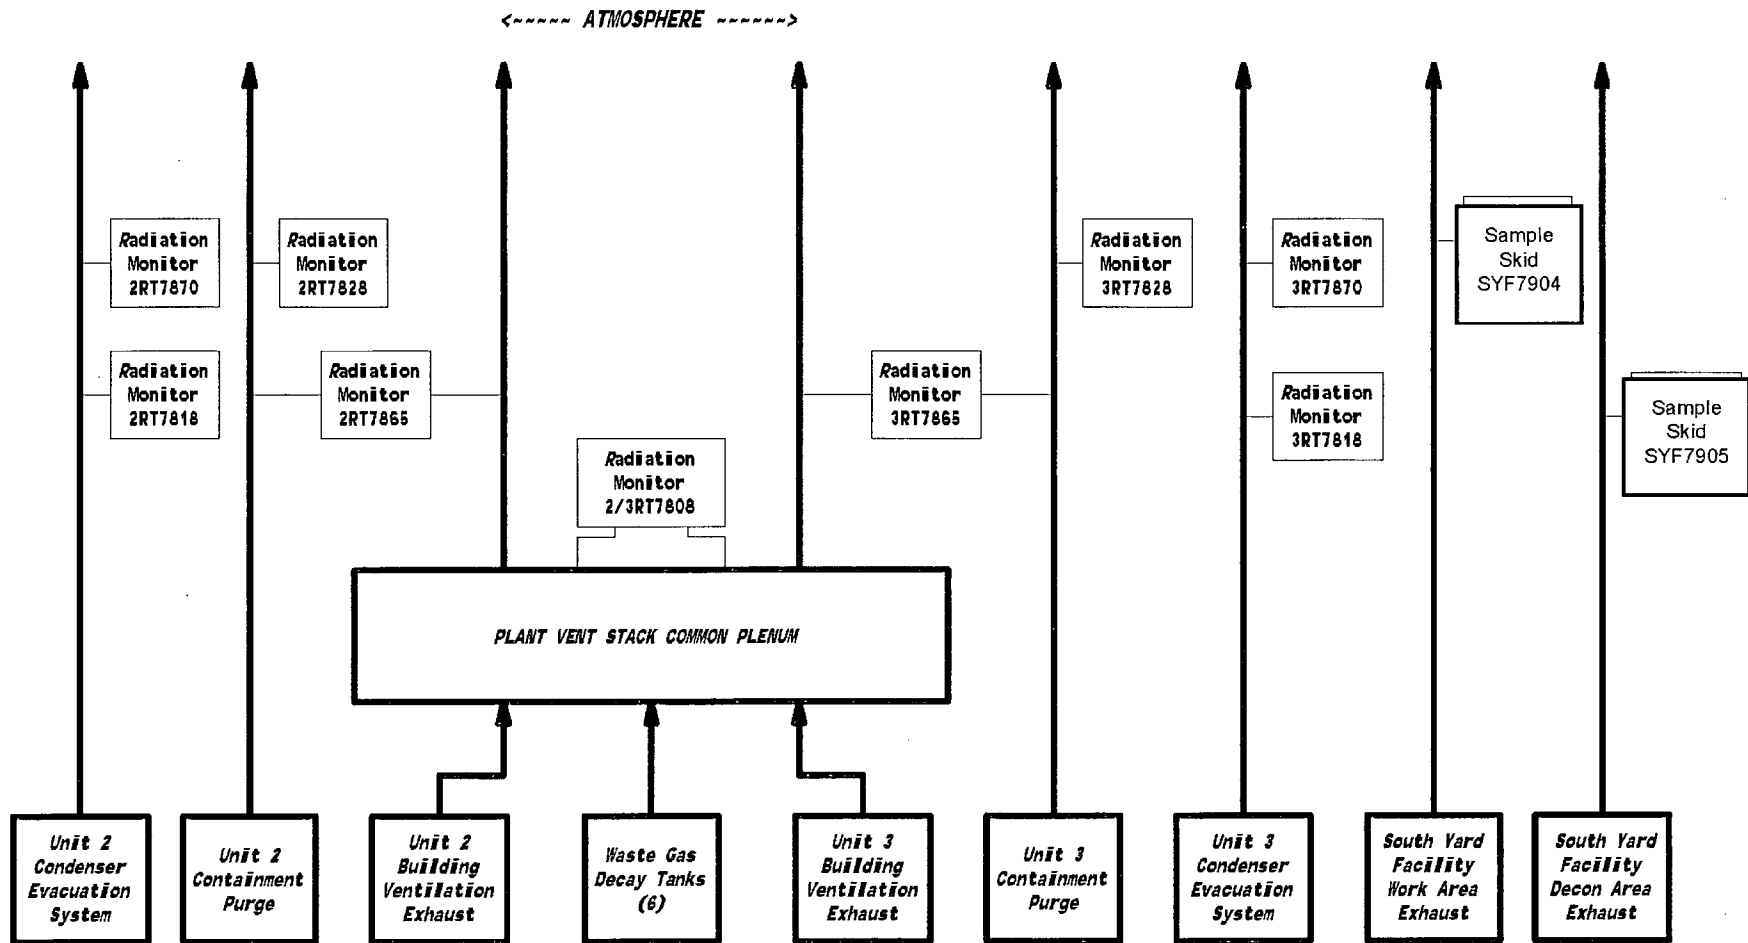 <~~~~~ ATMOSPHERE ~~~~~~>
Radiation
Monitor
2RT7870
Radiation
Monitor
2RT7828
Radiation
Monitor
3RT7828
Radiation
Monitor
3RT7870
Sample
Skid
SYF7904
Radiation
Monitor
2RT7818
Radiation
Monitor
2RT7865
Radiation
Monitor
3RT7865
Radiation
Monitor
3RT7818
Sample
Skid
SYF7905
Radiation
Monitor
2/3RT7808
PLANT VENT STACK COMMON PLENUM
Unit 2
Condenser
Evacuation
System
Unit 2
Containment
Purge
Unit 2
Building
Ventilation
Exhaust
Waste Gas
Decay Tanks
(6)
Unit 3
Building
Ventilation
Exhaust
Unit 3
Containment
Purge
Unit 3
Condenser
Evacuation
System
South Yard
Facility
Work Area
Exhaust
South Yard
Facility
Decon Area
Exhaust